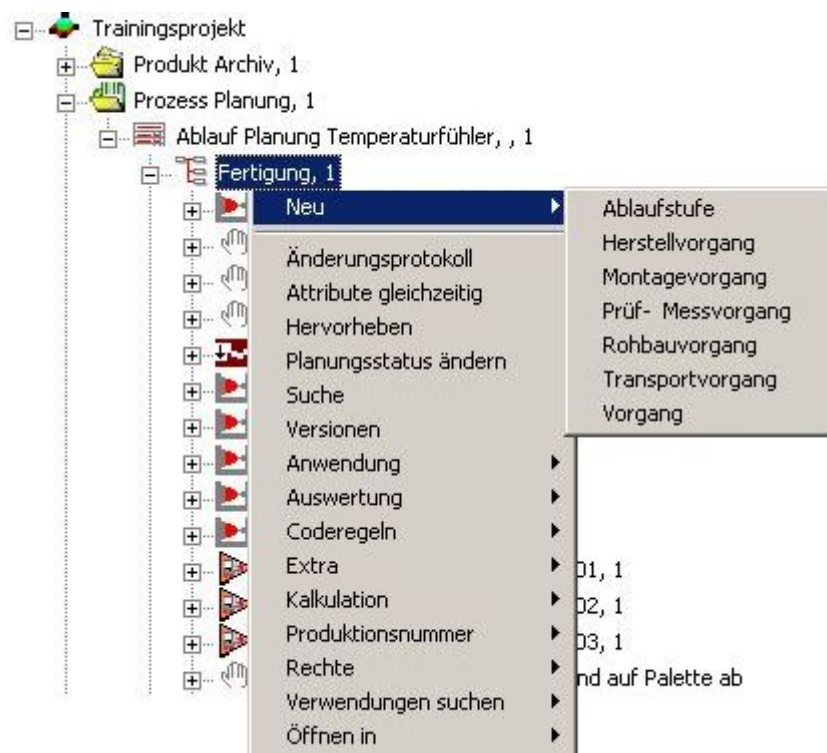 Trainingsprojekt
Produkt Archiv, 1
Prozess Planung, 1
Ablauf Planung Temperaturfühler, , 1
Fertigung, 1
Neu
Änderungsprotokoll
Attribute gleichzeitig
Hervorheben
Planungsstatus ändern
Suche
Versionen
Anwendung
Auswertung
Coderegeln
Extra
Kalkulation
Produktionsnummer
Rechte
Verwendungen suchen
Öffnen in
Ablaufstufe
Herstellvorgang
Montagevorgang
Prüf- Messvorgang
Rohbauvorgang
Transportvorgang
Vorgang
01, 1
02, 1
03, 1
nd auf Palette ab